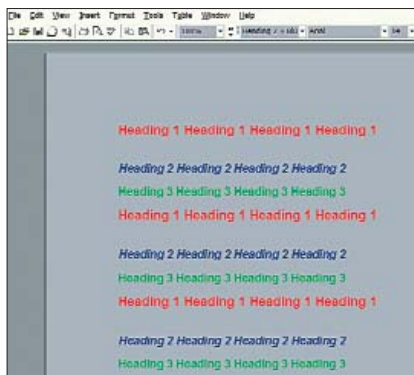 File Edit View Insert Format Tools Table Window Help
100% Heading 2 + Arial
Heading 1 Heading 1 Heading 1 Heading 1
Heading 2 Heading 2 Heading 2 Heading 2
Heading 3 Heading 3 Heading 3 Heading 3
Heading 1 Heading 1 Heading 1 Heading 1
Heading 2 Heading 2 Heading 2 Heading 2
Heading 3 Heading 3 Heading 3 Heading 3
Heading 1 Heading 1 Heading 1 Heading 1
Heading 2 Heading 2 Heading 2 Heading 2
Heading 3 Heading 3 Heading 3 Heading 3